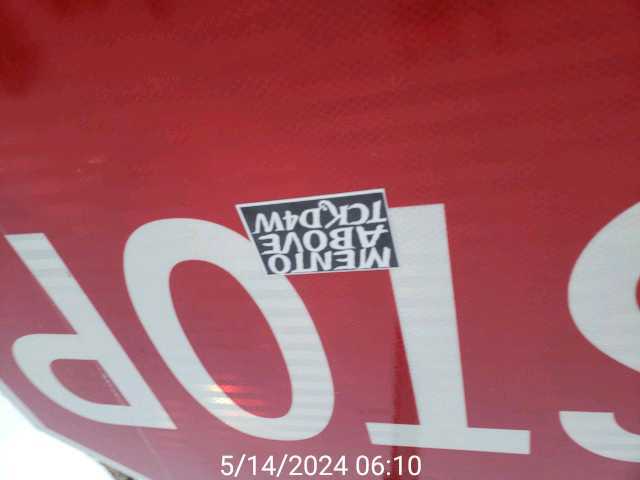 STOP
MENTO
ABOVE
TCK,D4W
5/14/2024 06:10